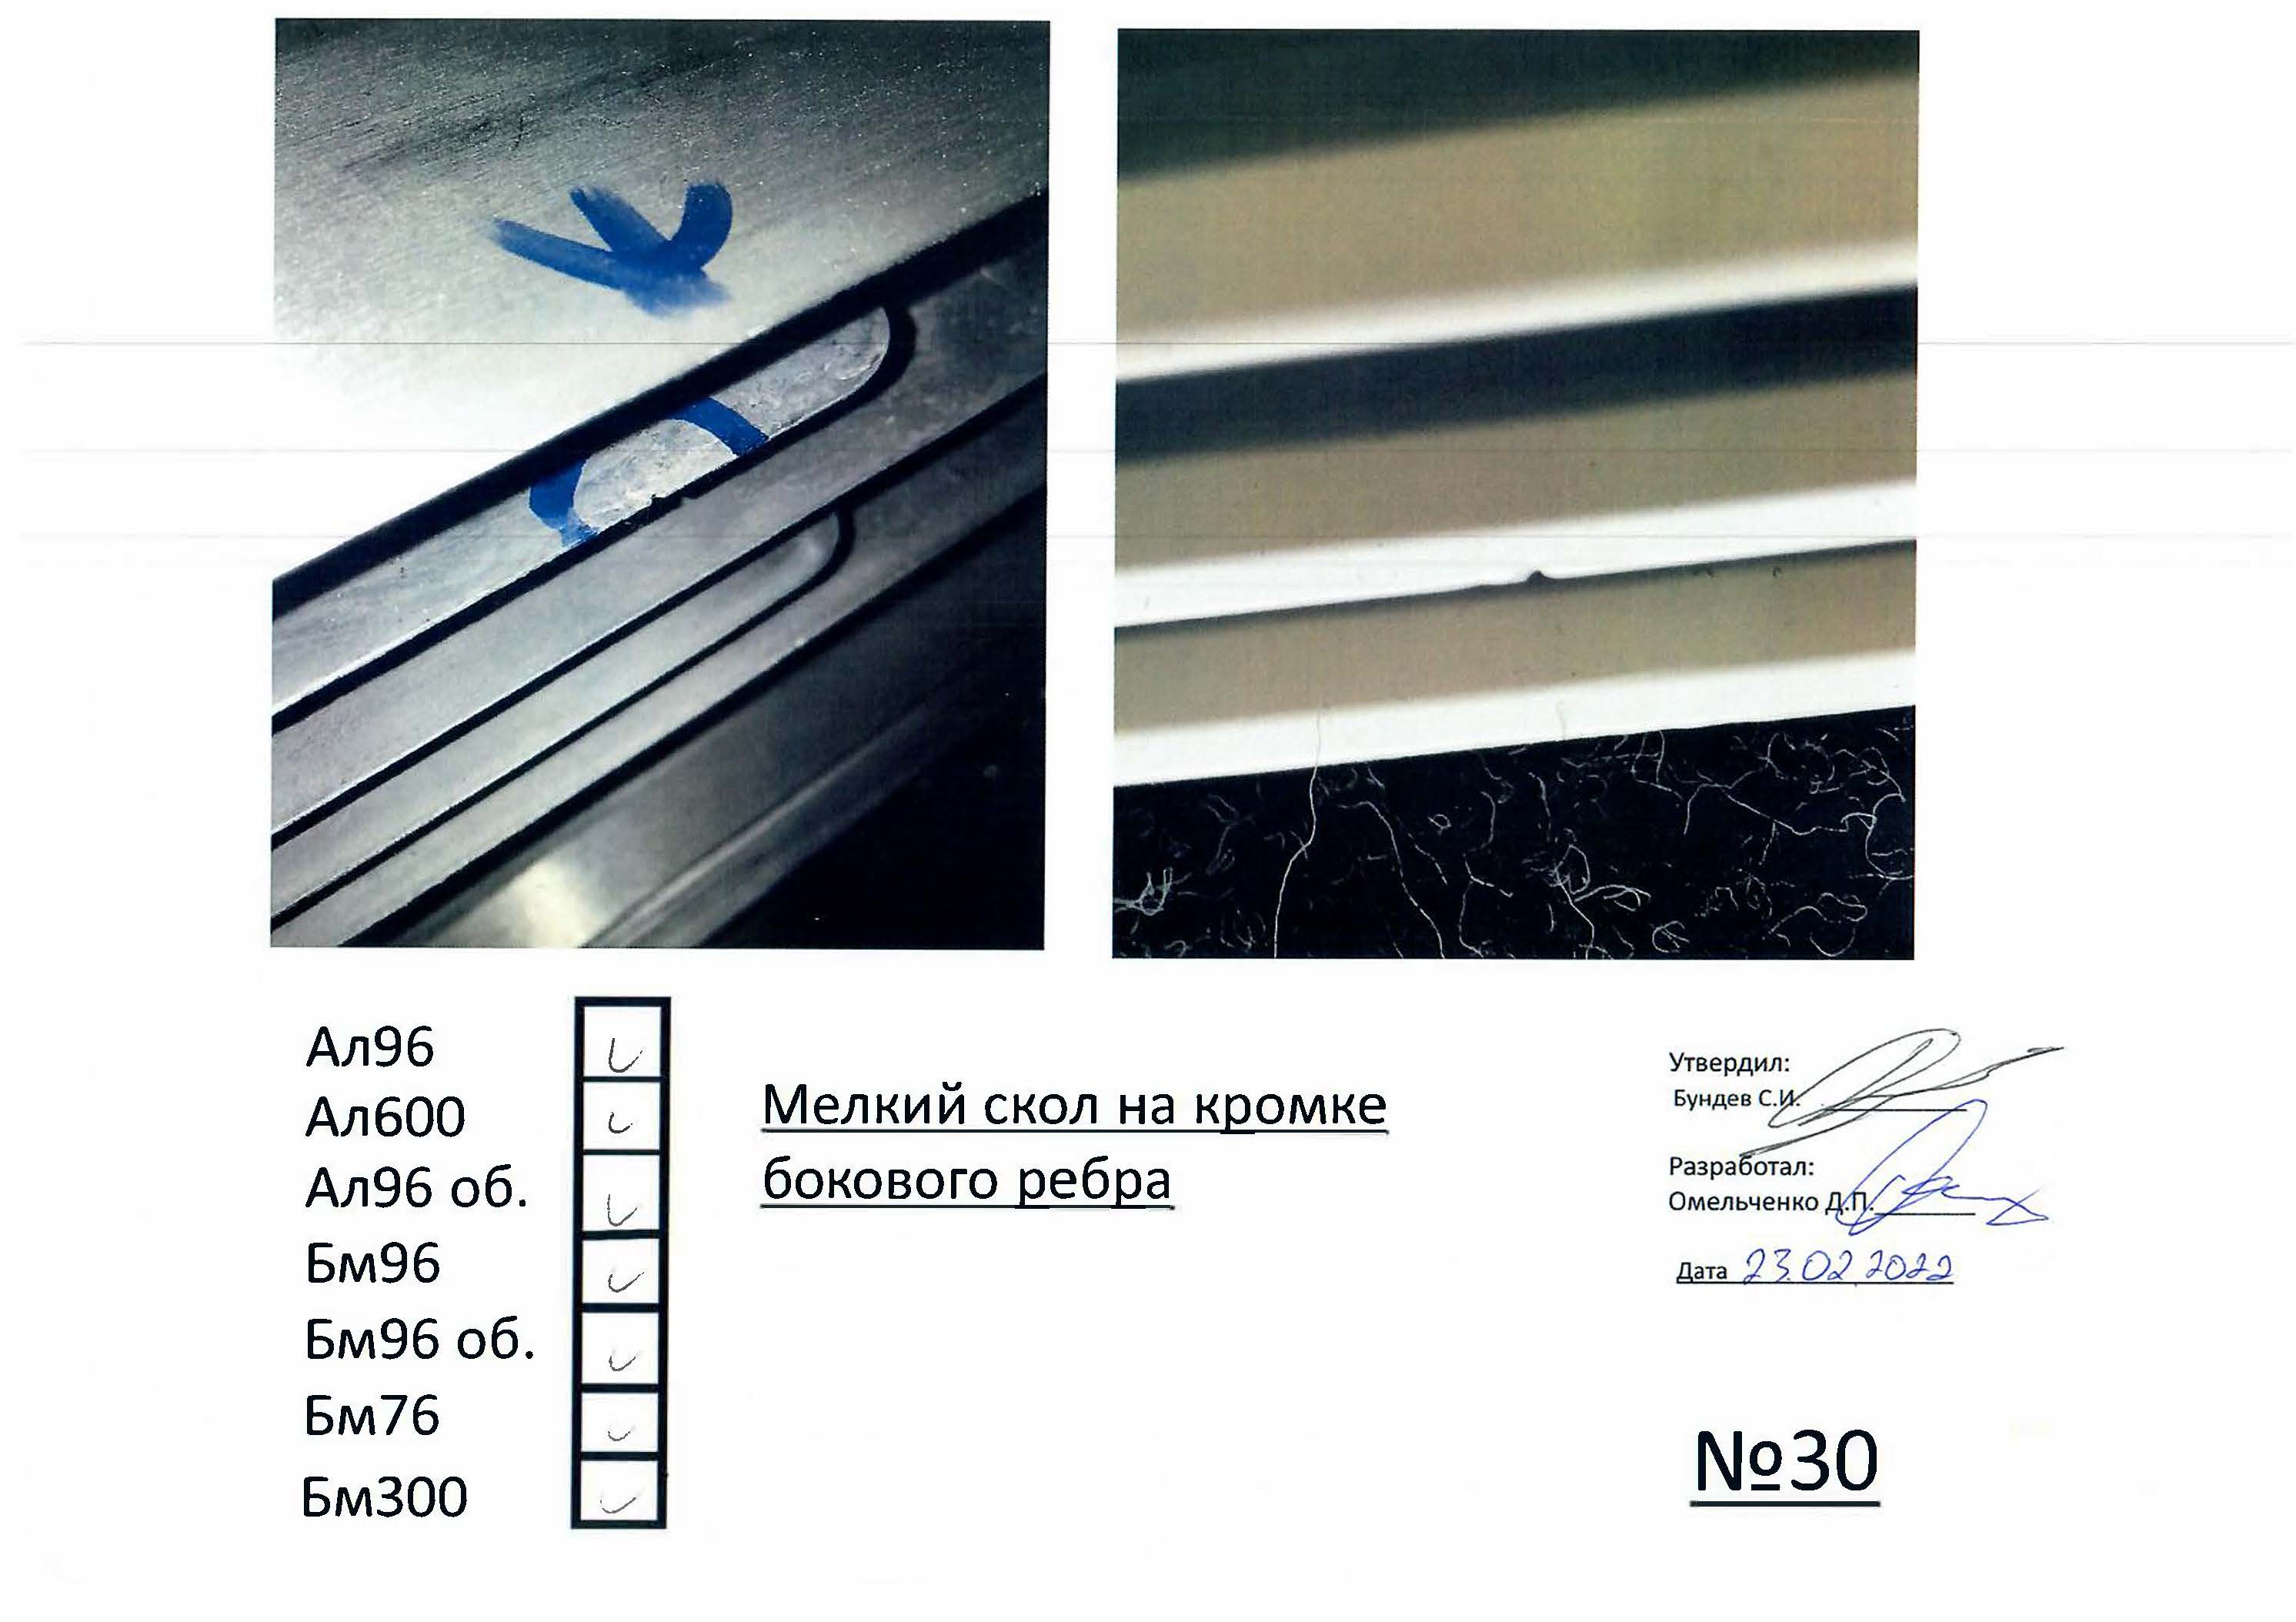 Ал96
Ал600
Ал96 об.
Бм96
Бм96 об.
Бм76
Бм300
Мелкий скол на кромке
бокового ребра
Утвердил:
Бундев С.И.
Разработал:
Омельченко Д.П.
Дата 23.02.2022
№30